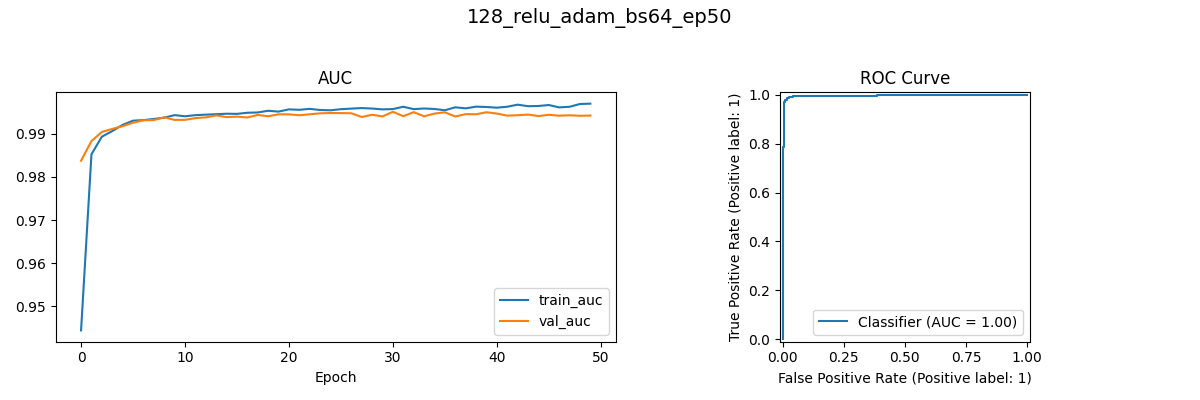 128_relu_adam_bs64_ep50
AUC
0.99
0.98
0.97
0.96
0.95
0
10
20
30
40
50
Epoch
train_auc
val_auc
ROC Curve
True Positive Rate (Positive label: 1)
1.0
0.8
0.6
0.4
0.2
0.0
0.00
0.25
0.50
0.75
1.00
False Positive Rate (Positive label: 1)
Classifier (AUC = 1.00)